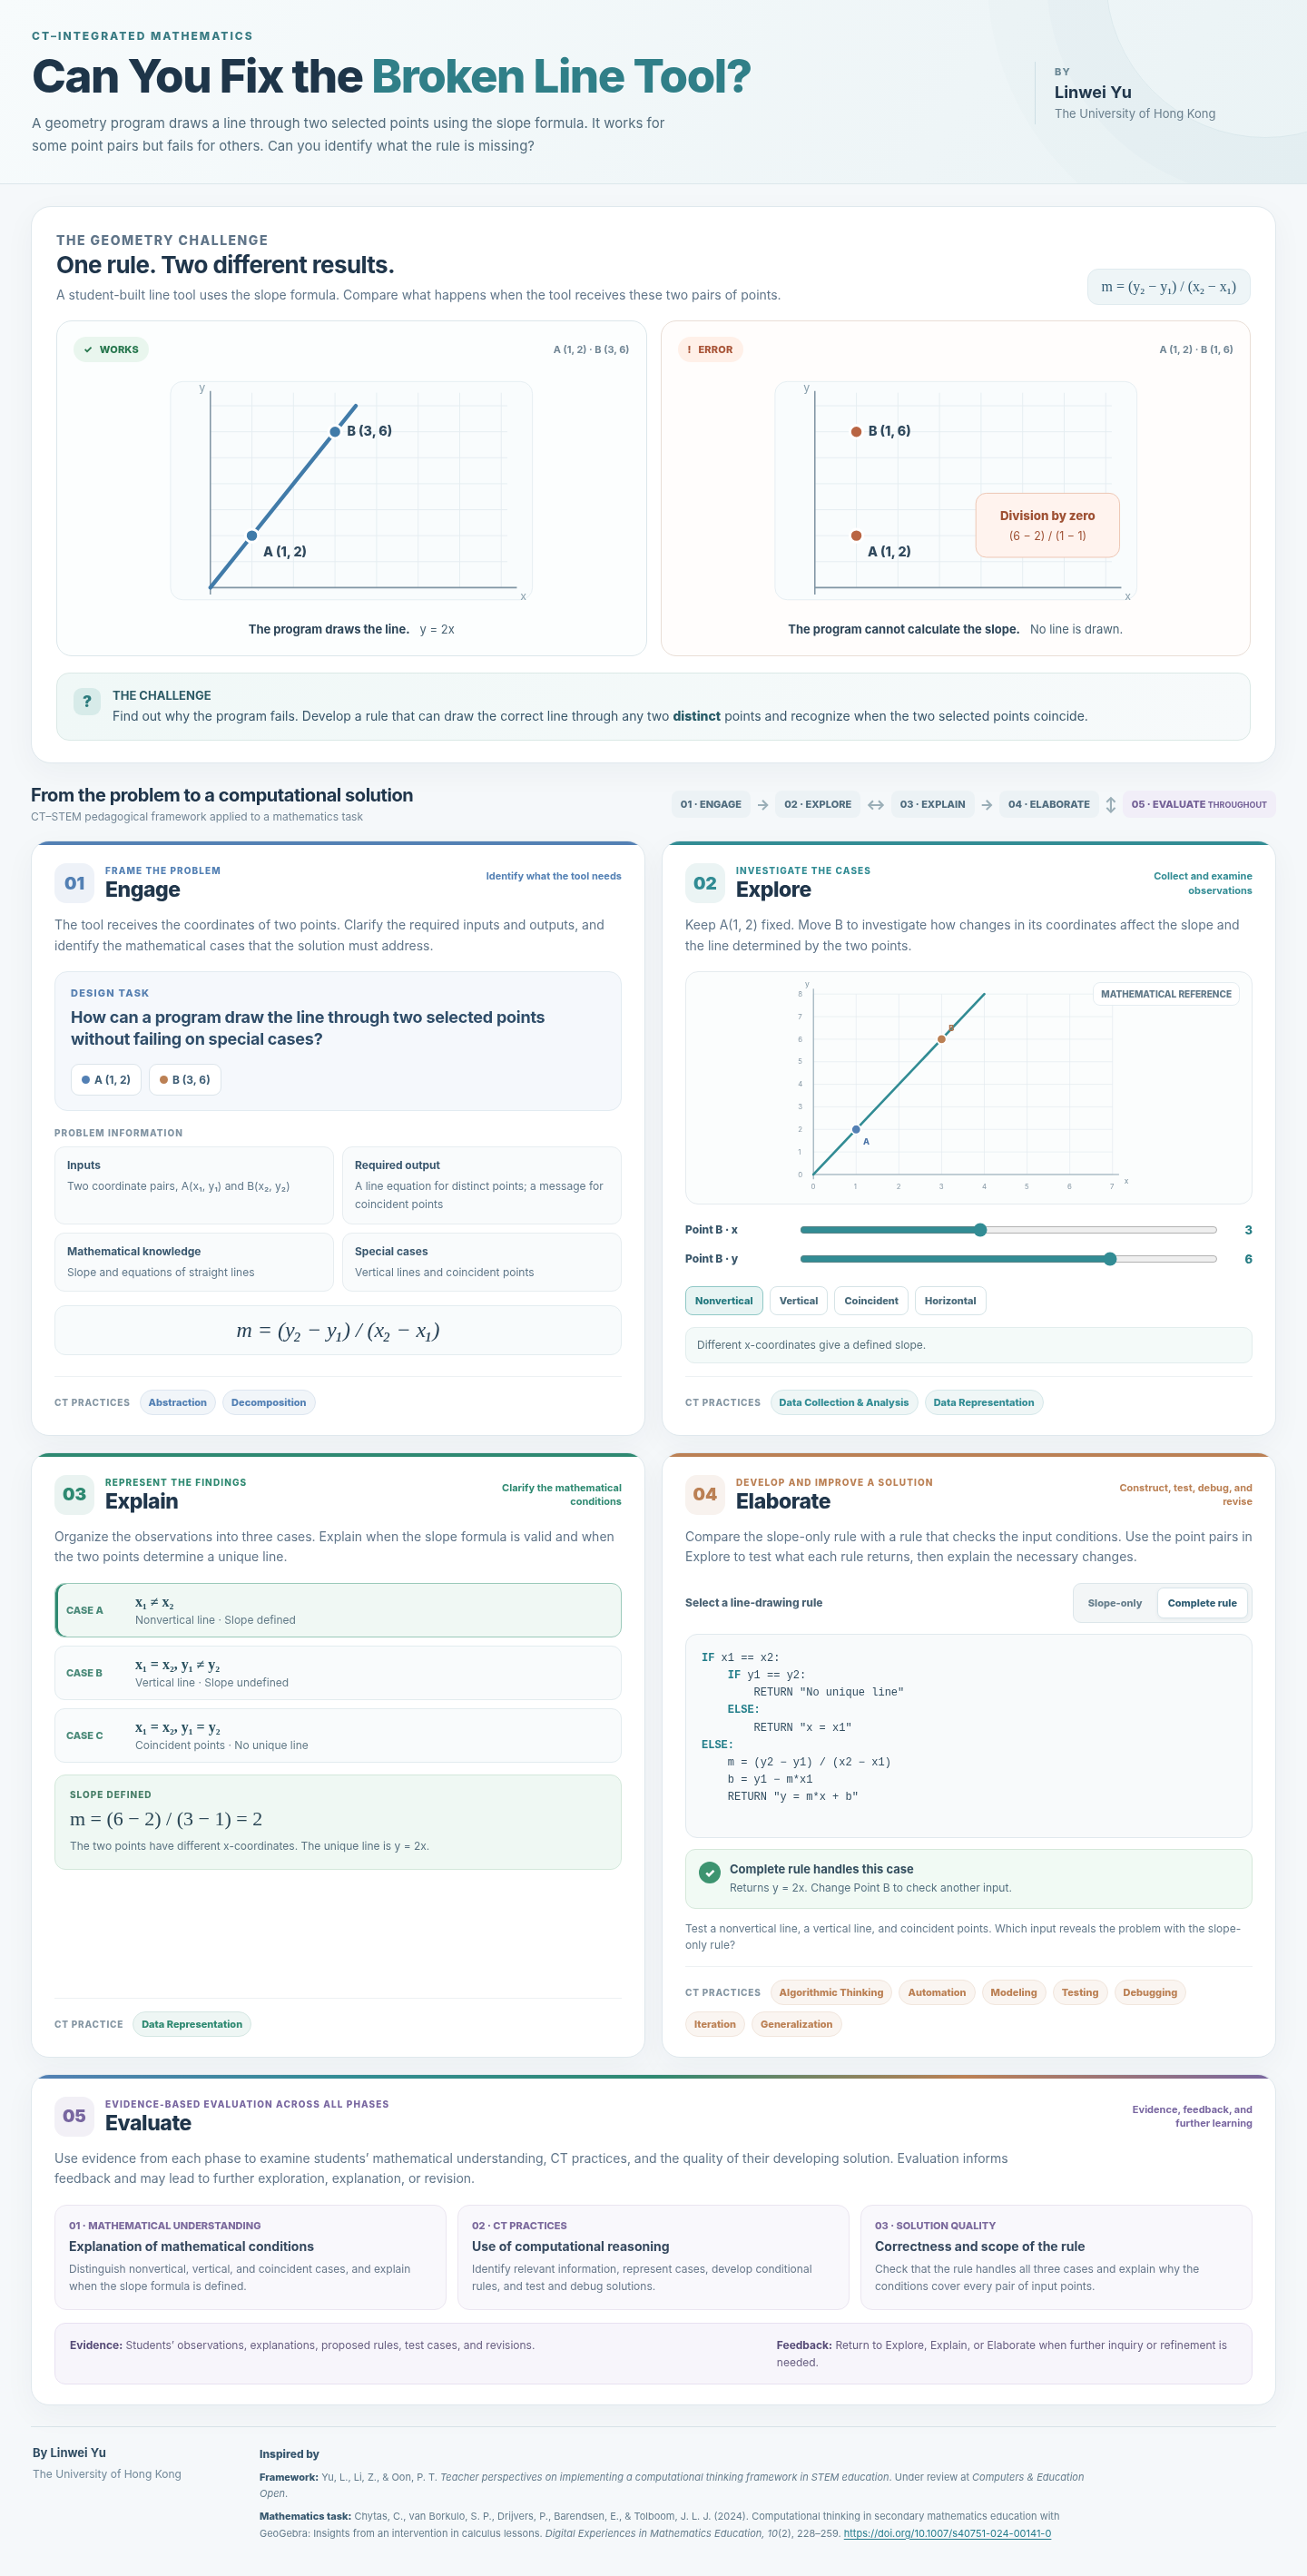 CT–INTEGRATED MATHEMATICS
Can You Fix the Broken Line Tool?
A geometry program draws a line through two selected points using the slope formula. It works for
some point pairs but fails for others. Can you identify what the rule is missing?
BY
Linwei Yu
The University of Hong Kong
THE GEOMETRY CHALLENGE
One rule. Two different results.
A student-built line tool uses the slope formula. Compare what happens when the tool receives these two pairs of points.
m = (y₂ − y₁) / (x₂ − x₁)
✓ WORKS
A (1, 2) · B (3, 6)
y
B (3, 6)
A (1, 2)
x
The program draws the line. y = 2x
! ERROR
A (1, 2) · B (1, 6)
y
B (1, 6)
Division by zero
(6 − 2) / (1 − 1)
A (1, 2)
x
The program cannot calculate the slope. No line is drawn.
?
THE CHALLENGE
Find out why the program fails. Develop a rule that can draw the correct line through any two distinct points and recognize when the two selected points coincide.
From the problem to a computational solution
CT–STEM pedagogical framework applied to a mathematics task
01 · ENGAGE → 02 · EXPLORE ↔ 03 · EXPLAIN → 04 · ELABORATE ↕ 05 · EVALUATE THROUGHOUT
01
FRAME THE PROBLEM
Engage
Identify what the tool needs
The tool receives the coordinates of two points. Clarify the required inputs and outputs, and
identify the mathematical cases that the solution must address.
DESIGN TASK
How can a program draw the line through two selected points
without failing on special cases?
A (1, 2) B (3, 6)
PROBLEM INFORMATION
Inputs
Two coordinate pairs, A(x₁, y₁) and B(x₂, y₂)
Required output
A line equation for distinct points; a message for
coincident points
Mathematical knowledge
Slope and equations of straight lines
Special cases
Vertical lines and coincident points
m = (y₂ − y₁) / (x₂ − x₁)
CT PRACTICES Abstraction Decomposition
02
INVESTIGATE THE CASES
Explore
Collect and examine
observations
Keep A(1, 2) fixed. Move B to investigate how changes in its coordinates affect the slope and
the line determined by the two points.
MATHEMATICAL REFERENCE
y
8
7
6
5
4
3
2
1
0
B
A
0 1 2 3 4 5 6 7 x
Point B · x 3
Point B · y 6
Nonvertical Vertical Coincident Horizontal
Different x-coordinates give a defined slope.
CT PRACTICES Data Collection & Analysis Data Representation
03
REPRESENT THE FINDINGS
Explain
Clarify the mathematical
conditions
Organize the observations into three cases. Explain when the slope formula is valid and when
the two points determine a unique line.
CASE A
x₁ ≠ x₂
Nonvertical line · Slope defined
CASE B
x₁ = x₂, y₁ ≠ y₂
Vertical line · Slope undefined
CASE C
x₁ = x₂, y₁ = y₂
Coincident points · No unique line
SLOPE DEFINED
m = (6 − 2) / (3 − 1) = 2
The two points have different x-coordinates. The unique line is y = 2x.
CT PRACTICE Data Representation
04
DEVELOP AND IMPROVE A SOLUTION
Elaborate
Construct, test, debug, and
revise
Compare the slope-only rule with a rule that checks the input conditions. Use the point pairs in
Explore to test what each rule returns, then explain the necessary changes.
Select a line-drawing rule Slope-only Complete rule
IF x1 == x2:
IF y1 == y2:
RETURN "No unique line"
ELSE:
RETURN "x = x1"
ELSE:
m = (y2 − y1) / (x2 − x1)
b = y1 − m*x1
RETURN "y = m*x + b"
✓
Complete rule handles this case
Returns y = 2x. Change Point B to check another input.
Test a nonvertical line, a vertical line, and coincident points. Which input reveals the problem with the slope-
only rule?
CT PRACTICES Algorithmic Thinking Automation Modeling Testing Debugging
Iteration Generalization
05
EVIDENCE-BASED EVALUATION ACROSS ALL PHASES
Evaluate
Evidence, feedback, and
further learning
Use evidence from each phase to examine students' mathematical understanding, CT practices, and the quality of their developing solution. Evaluation informs
feedback and may lead to further exploration, explanation, or revision.
01 · MATHEMATICAL UNDERSTANDING
Explanation of mathematical conditions
Distinguish nonvertical, vertical, and coincident cases, and explain
when the slope formula is defined.
02 · CT PRACTICES
Use of computational reasoning
Identify relevant information, represent cases, develop conditional
rules, and test and debug solutions.
03 · SOLUTION QUALITY
Correctness and scope of the rule
Check that the rule handles all three cases and explain why the
conditions cover every pair of input points.
Evidence: Students' observations, explanations, proposed rules, test cases, and revisions.
Feedback: Return to Explore, Explain, or Elaborate when further inquiry or refinement is
needed.
By Linwei Yu
The University of Hong Kong
Inspired by
Framework: Yu, L., Li, Z., & Oon, P. T. Teacher perspectives on implementing a computational thinking framework in STEM education. Under review at Computers & Education
Open.
Mathematics task: Chytas, C., van Borkulo, S. P., Drijvers, P., Barendsen, E., & Tolboom, J. L. J. (2024). Computational thinking in secondary mathematics education with
GeoGebra: Insights from an intervention in calculus lessons. Digital Experiences in Mathematics Education, 10(2), 228–259. https://doi.org/10.1007/s40751-024-00141-0